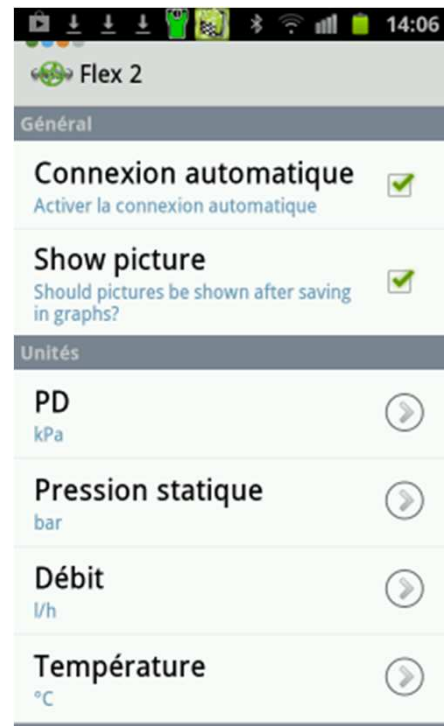 14:06
Flex 2
Général
Connexion automatique
Activer la connexion automatique
Show picture
Should pictures be shown after saving
in graphs?
Unités
PD
kPa
Pression statique
bar
Débit
l/h
Température
°C